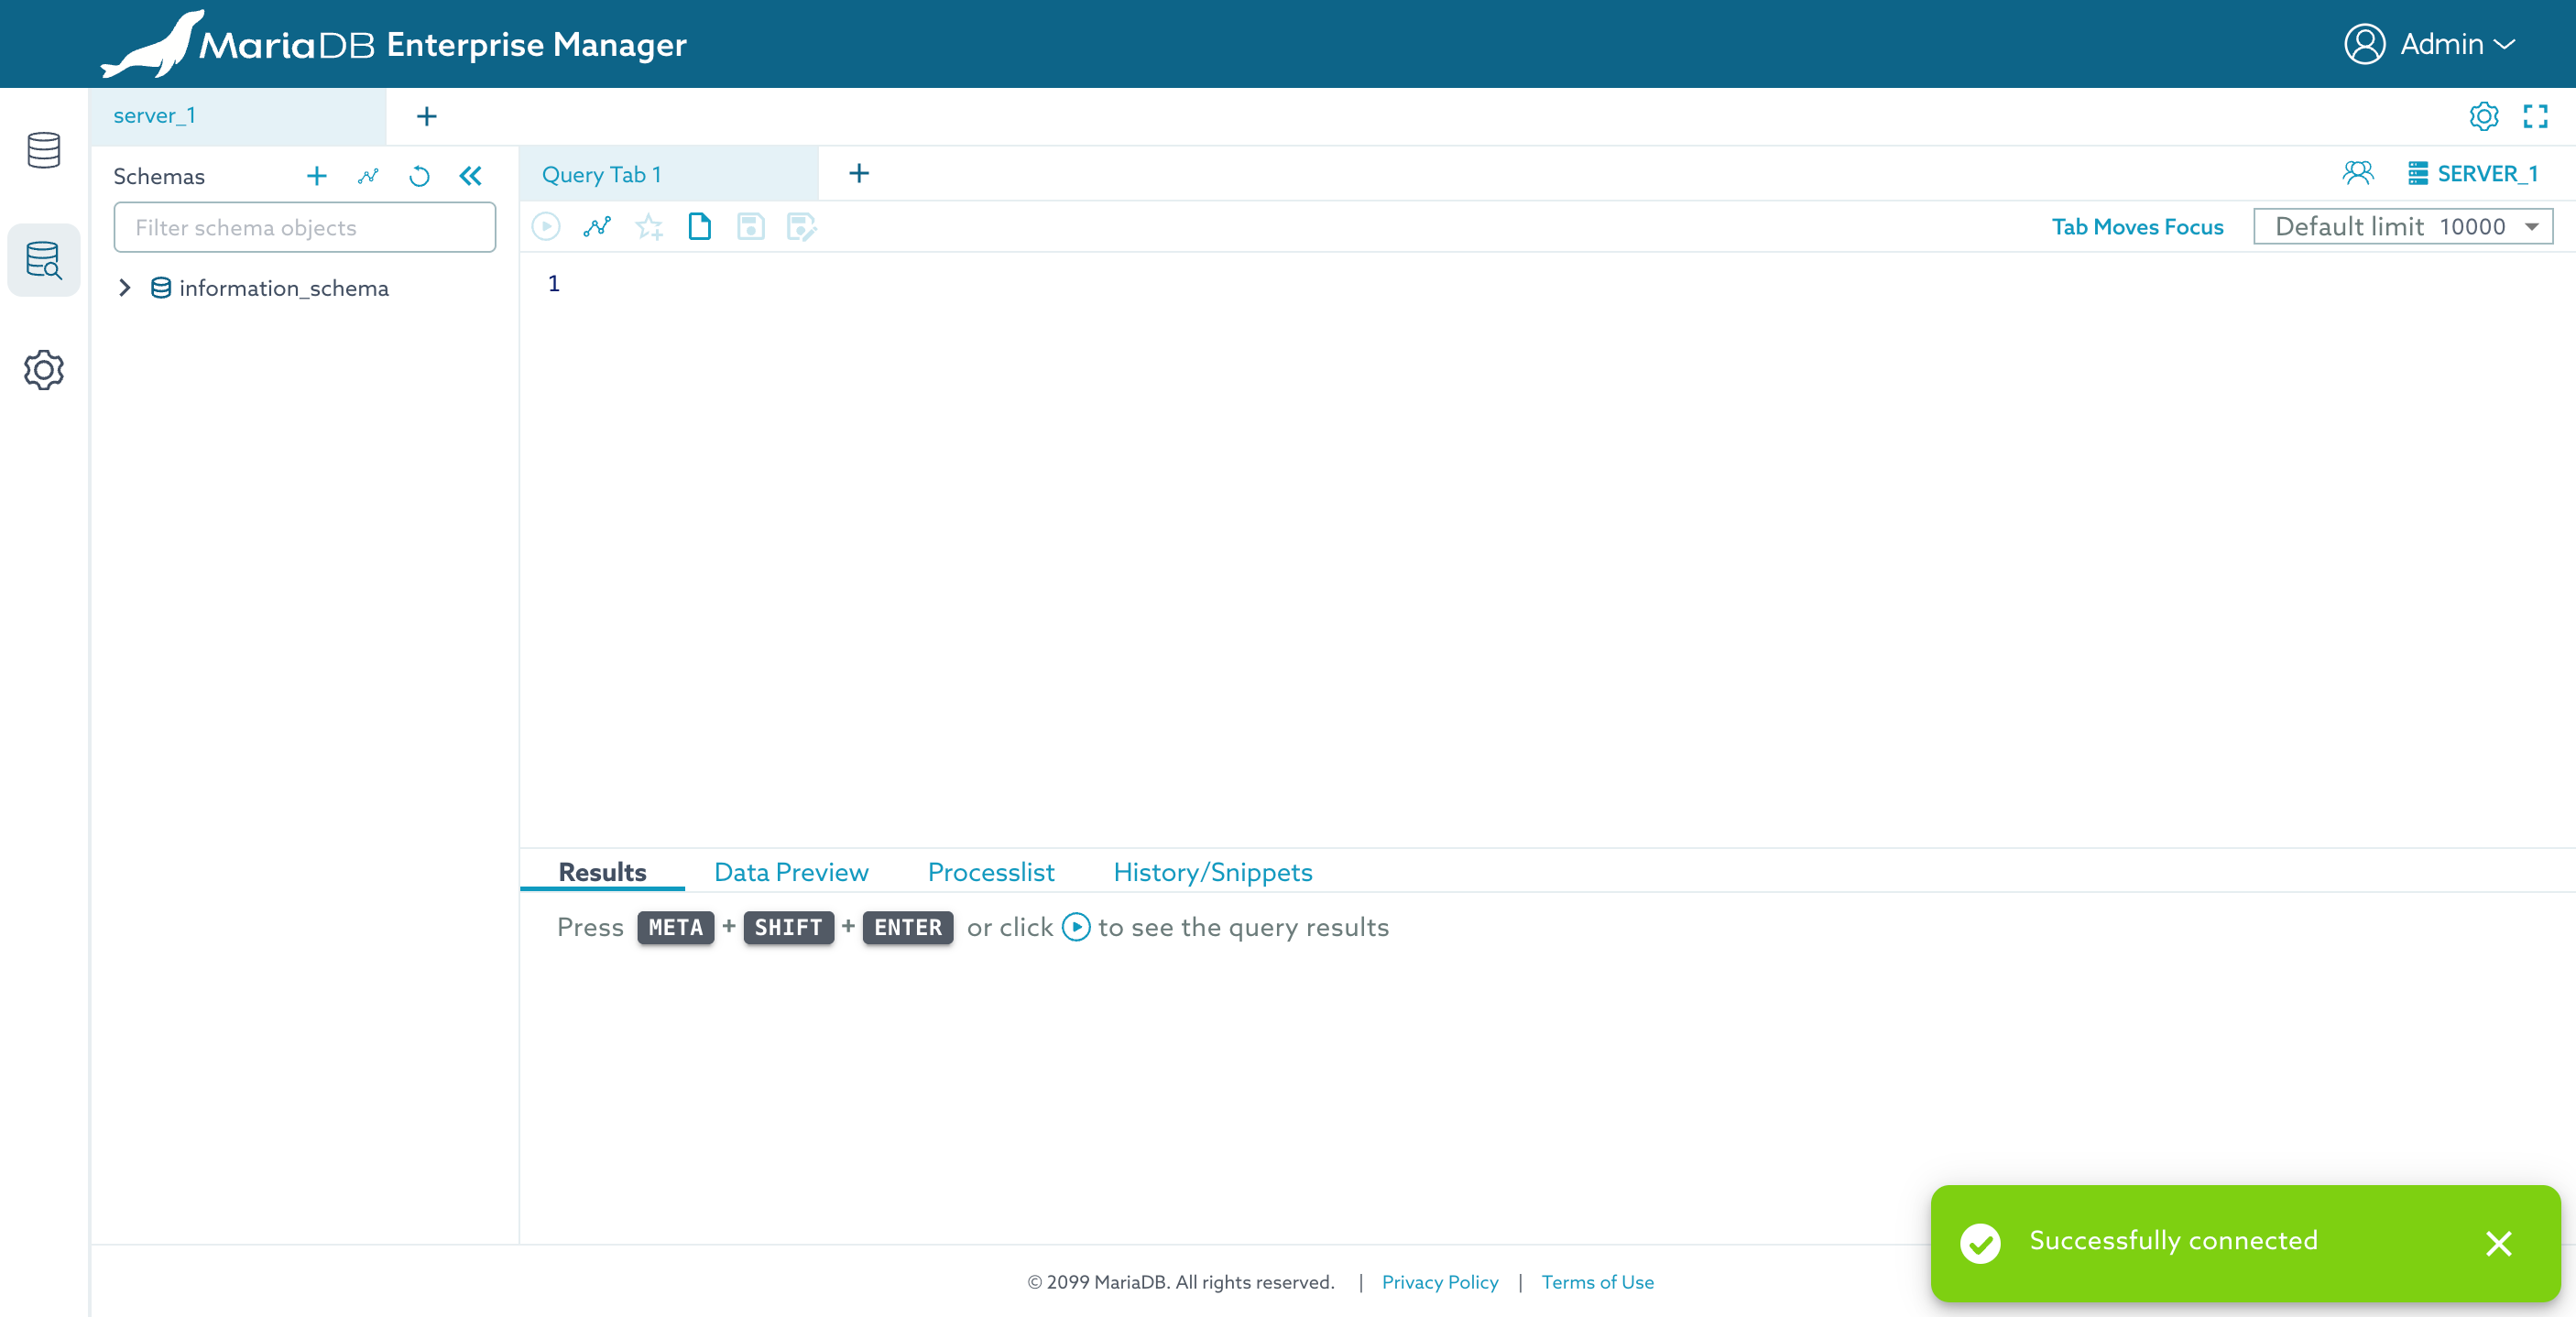 MariaDB Enterprise Manager
Admin
server_1
Schemas
Query Tab 1
SERVER_1
Filter schema objects
Tab Moves Focus
Default limit 10000
information_schema
1
Results Data Preview Processlist History/Snippets
Press META + SHIFT + ENTER or click to see the query results
Successfully connected
© 2099 MariaDB. All rights reserved. | Privacy Policy | Terms of Use